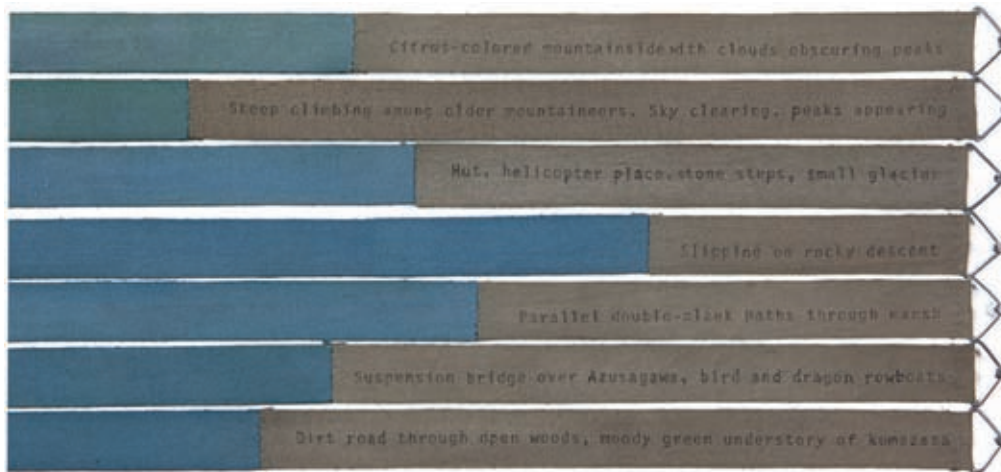 Citrus-colored mountainside with clouds obscuring peaks
Steep climbing among older mountaineers. Sky clearing, peaks appearing
Hut, helicopter place, stone steps, small glacier
Slipping on rocky descent
Parallel double-plank paths through marsh
Suspension bridge over Azusagawa, bird and dragon rowboats
Dirt road through open woods, moody green understory of kumazasa